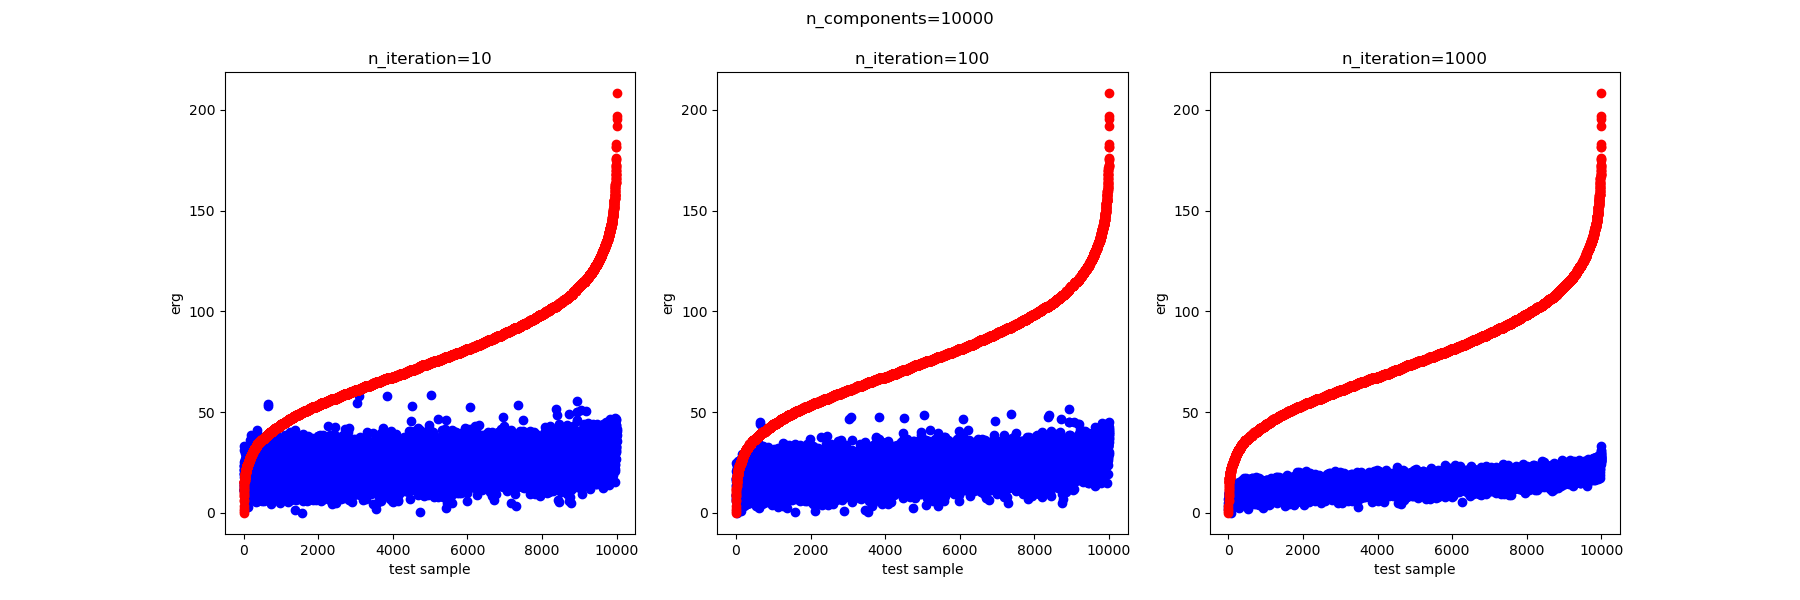 n_components=10000
n_iteration=10
n_iteration=100
n_iteration=1000
200
150
100
50
0
erg
0 2000 4000 6000 8000 10000
test sample
200
150
100
50
0
erg
0 2000 4000 6000 8000 10000
test sample
200
150
100
50
0
erg
0 2000 4000 6000 8000 10000
test sample